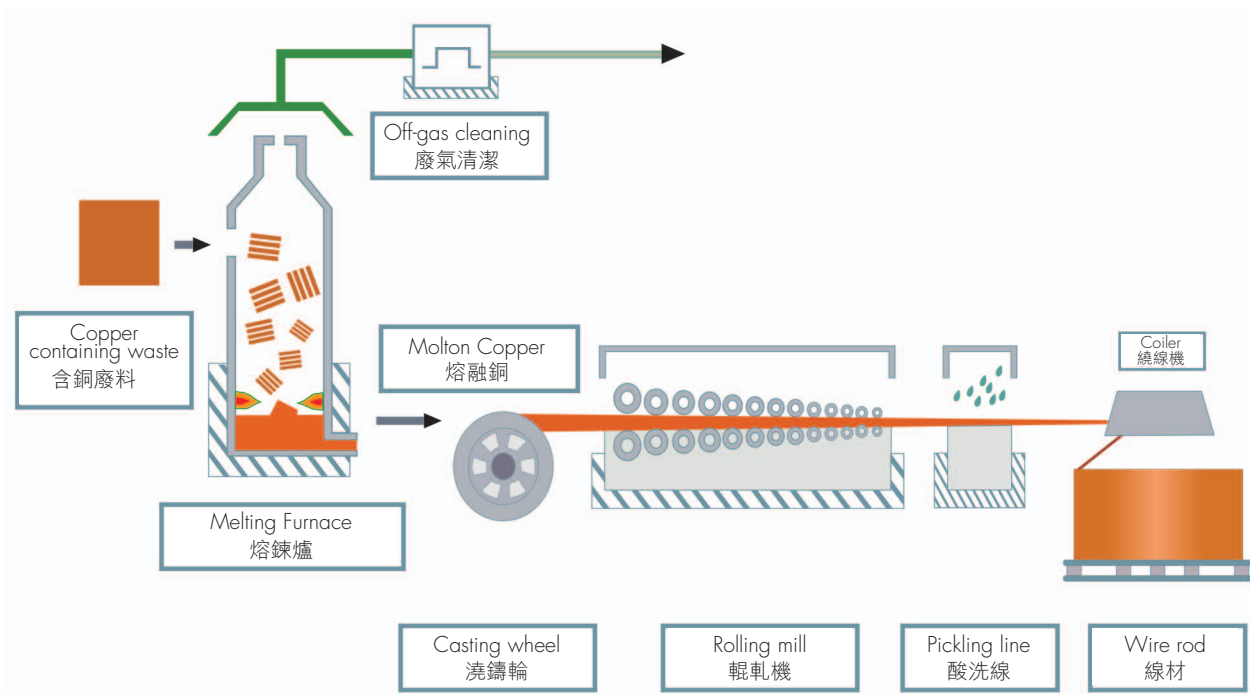 Off-gas cleaning
廢氣清潔
Copper
containing waste
含銅廢料
Molton Copper
熔融銅
Coiler
繞線機
Melting Furnace
熔鍊爐
Casting wheel
澆鑄輪
Rolling mill
輥軋機
Pickling line
酸洗線
Wire rod
線材